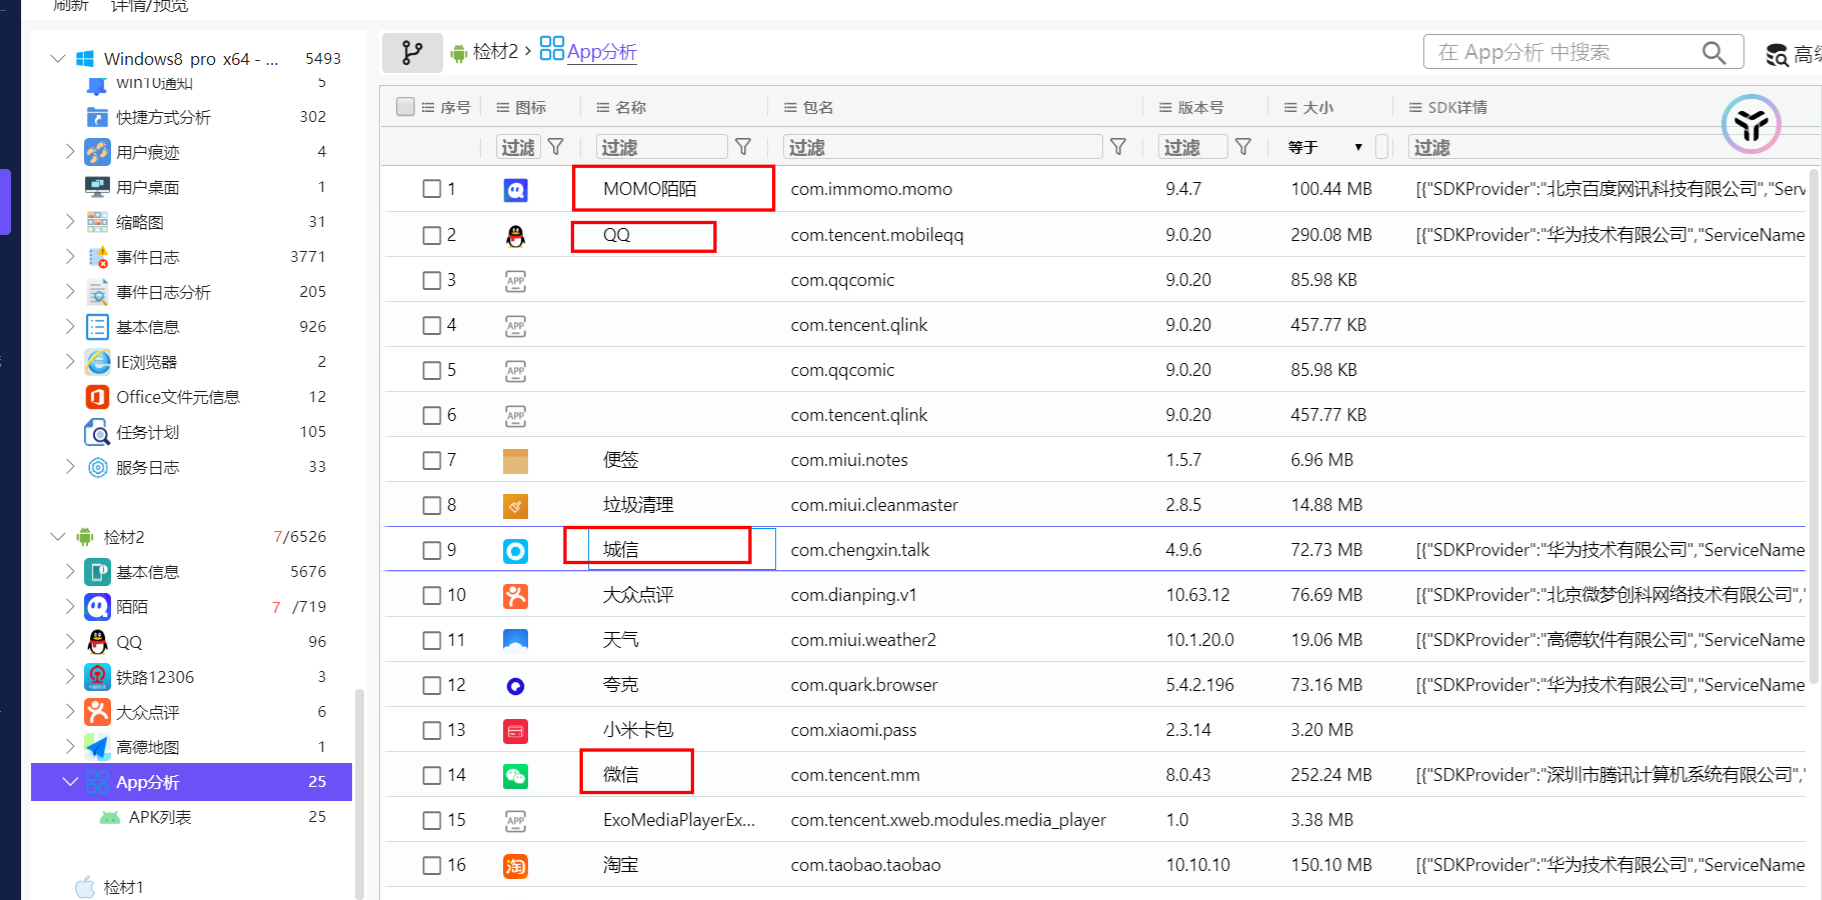 刷新 详情/预览
Windows8 pro x64 - ... 5493
win10通知 5
快捷方式分析 302
用户痕迹 4
用户桌面 1
缩略图 31
事件日志 3771
事件日志分析 205
基本信息 926
IE浏览器 2
Office文件元信息 12
任务计划 105
服务日志 33
检材2 7/6526
基本信息 5676
陌陌 7 /719
QQ 96
铁路12306 3
大众点评 6
高德地图 1
App分析 25
APK列表 25
检材1
检材2 › App分析
在 App分析 中搜索
高级
序号 图标 名称 包名 版本号 大小 SDK详情
过滤 过滤 过滤 过滤 等于 过滤
1 MOMO陌陌 com.immomo.momo 9.4.7 100.44 MB [{"SDKProvider":"北京百度网讯科技有限公司","Serv
2 QQ com.tencent.mobileqq 9.0.20 290.08 MB [{"SDKProvider":"华为技术有限公司","ServiceName
3 APP com.qqcomic 9.0.20 85.98 KB
4 APP com.tencent.qlink 9.0.20 457.77 KB
5 APP com.qqcomic 9.0.20 85.98 KB
6 APP com.tencent.qlink 9.0.20 457.77 KB
7 便签 com.miui.notes 1.5.7 6.96 MB
8 垃圾清理 com.miui.cleanmaster 2.8.5 14.88 MB
9 城信 com.chengxin.talk 4.9.6 72.73 MB [{"SDKProvider":"华为技术有限公司","ServiceName
10 大众点评 com.dianping.v1 10.63.12 76.69 MB [{"SDKProvider":"北京微梦创科网络技术有限公司","
11 天气 com.miui.weather2 10.1.20.0 19.06 MB [{"SDKProvider":"高德软件有限公司","ServiceName
12 夸克 com.quark.browser 5.4.2.196 73.16 MB [{"SDKProvider":"华为技术有限公司","ServiceName
13 小米卡包 com.xiaomi.pass 2.3.14 3.20 MB
14 微信 com.tencent.mm 8.0.43 252.24 MB [{"SDKProvider":"深圳市腾讯计算机系统有限公司","
15 APP ExoMediaPlayerEx... com.tencent.xweb.modules.media_player 1.0 3.38 MB
16 淘 淘宝 com.taobao.taobao 10.10.10 150.10 MB [{"SDKProvider":"华为技术有限公司","ServiceName